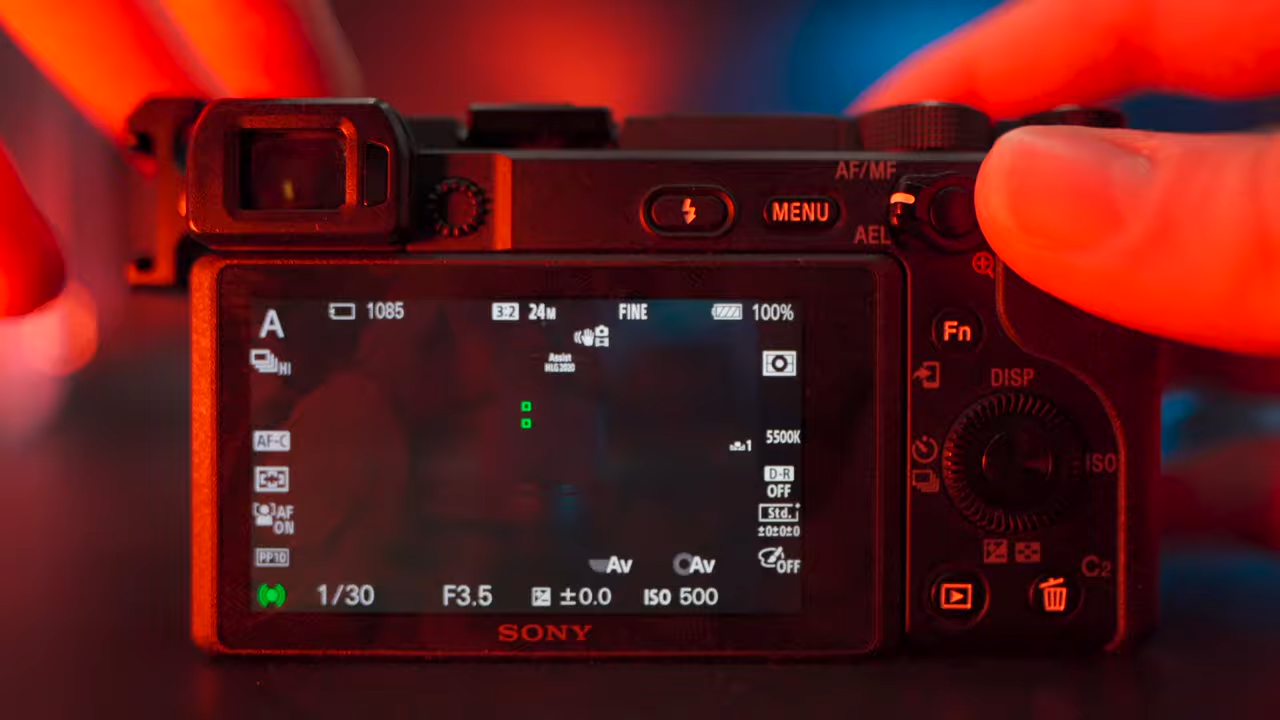 AF/MF
MENU
AEL
A 1085 3:2 24M FINE 100%
HI
Assist
HLG 2020
Fn
DISP
AF-C
1 5500K
D-R
OFF
AF
ON
Std.
±0±0±0
ISO
PP10
Av Av OFF
1/30 F3.5 ±0.0 ISO 500
C2
SONY